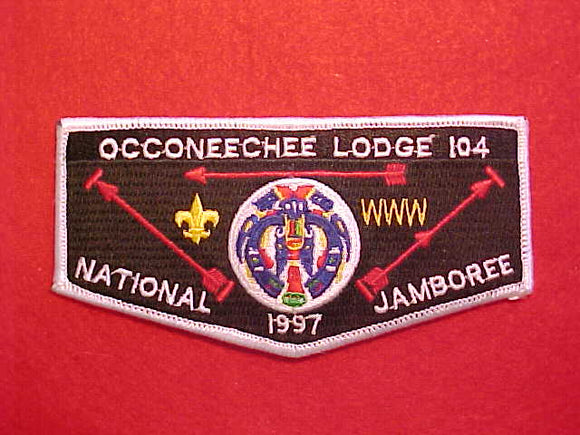 OCCONEECHEE LODGE 104
WWW
NATIONAL JAMBOREE
1997